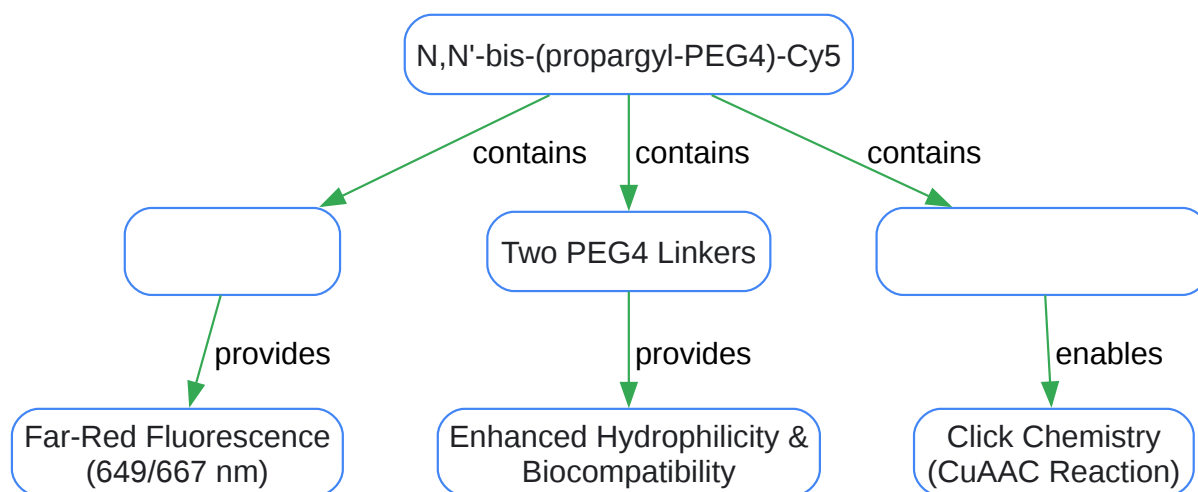 N,N'-bis-(propargyl-PEG4)-Cy5
contains
contains
contains
Two PEG4 Linkers
provides
provides
enables
Far-Red Fluorescence
(649/667 nm)
Enhanced Hydrophilicity &
Biocompatibility
Click Chemistry
(CuAAC Reaction)